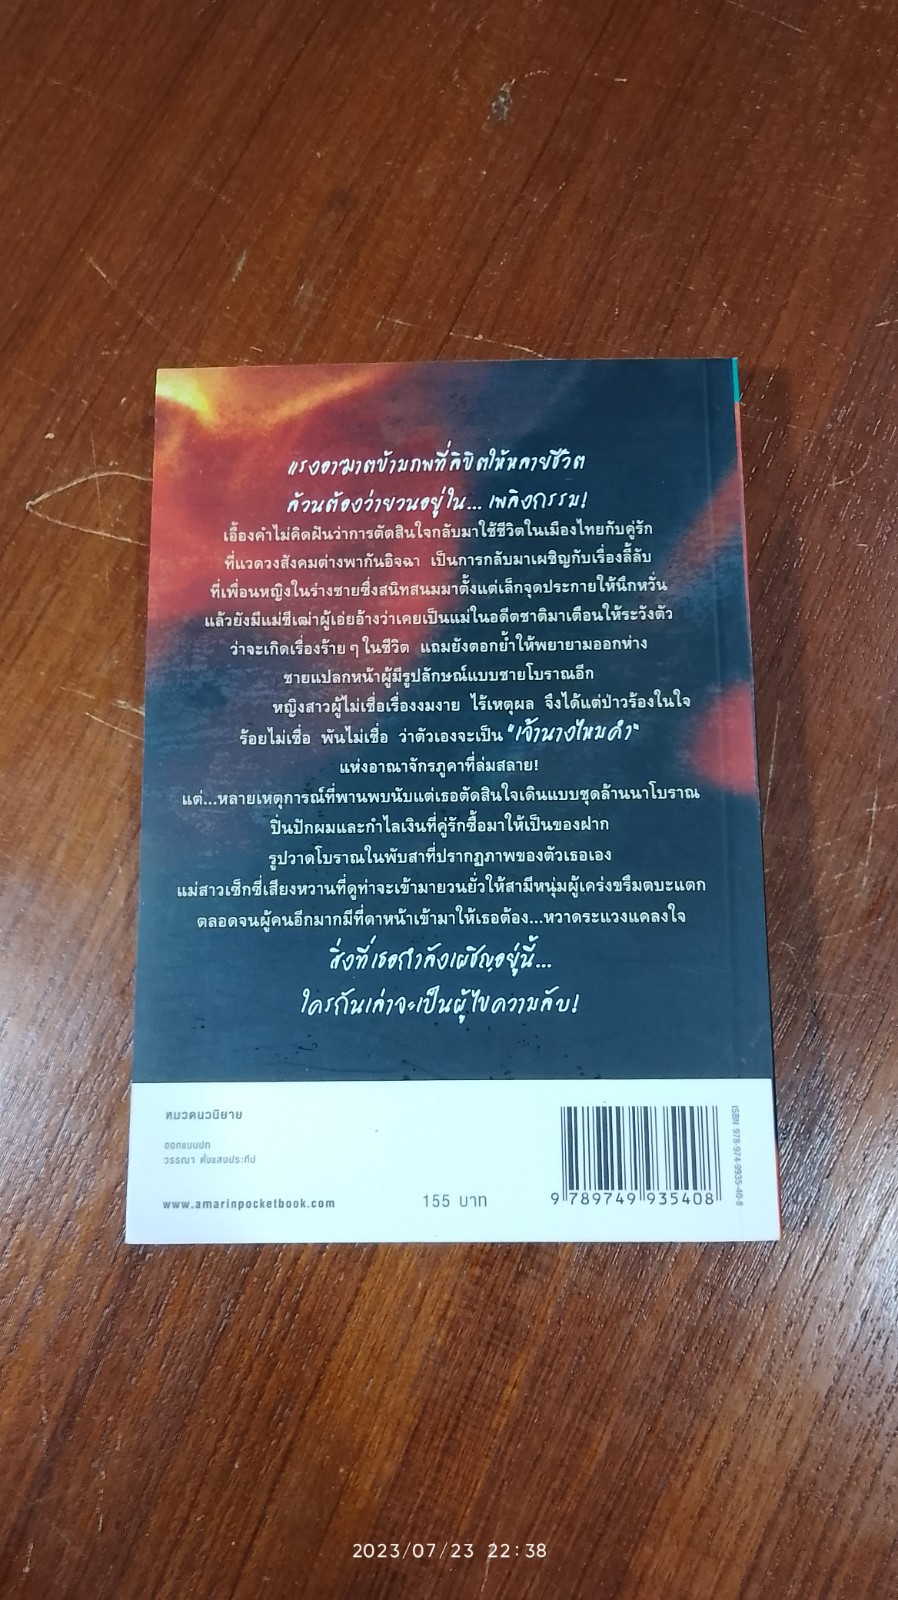 แรงอาฆาตข้ามภพที่ลิขิตให้หลายชีวิต
ล้วนต้องว่ายวนอยู่ใน... เพลิงกรรม!
เอื้องคำไม่คิดฝันว่าการตัดสินใจกลับมาใช้ชีวิตในเมืองไทยกับคู่รัก
ที่แวดวงสังคมต่างพากันอิจฉา เป็นการกลับมาเผชิญกับเรื่องลี้ลับ
ที่เพื่อนหญิงในร่างชายซึ่งสนิทสนมมาตั้งแต่เล็กจุดประกายให้นึกหวั่น
แล้วยังมีแม่ชีเฒ่าผู้เอ่ยอ้างว่าเคยเป็นแม่ในอดีตชาติมาเตือนให้ระวังตัว
ว่าจะเกิดเรื่องร้าย ๆ ในชีวิต แถมยังตอกย้ำให้พยายามออกห่าง
ชายแปลกหน้าผู้มีรูปลักษณ์แบบชายโบราณอีก
หญิงสาวผู้ไม่เชื่อเรื่องงมงาย ไร้เหตุผล จึงได้แต่ป่าวร้องในใจ
ร้อยไม่เชื่อ พันไม่เชื่อ ว่าตัวเองจะเป็น "เจ้านางไหมคำ"
แห่งอาณาจักรภูคาที่ล่มสลาย!
แต่...หลายเหตุการณ์ที่พานพบนับแต่เธอตัดสินใจเดินแบบชุดล้านนาโบราณ
ปิ่นปักผมและกำไลเงินที่คู่รักซื้อมาให้เป็นของฝาก
รูปวาดโบราณในพับสาที่ปรากฏภาพของตัวเธอเอง
แม่สาวเซ็กซี่เสียงหวานที่ดูท่าจะเข้ามายวนยั่วให้สามีหนุ่มผู้เคร่งขรึมตบะแตก
ตลอดจนผู้คนอีกมากมีที่ดาหน้าเข้ามาให้เธอต้อง...หวาดระแวงแคลงใจ
สิ่งที่เธอกำลังเผชิญอยู่นี้...
ใครกันเล่าจะเป็นผู้ไขความลับ!
หมวดนวนิยาย
ออกแบบปก
วรรณา ตั้งแสงประทีป
www.amarinpocketbook.com
155 บาท
9 789749 935408
ISBN 978-974-9935-40-8
2023/07/23 22:38